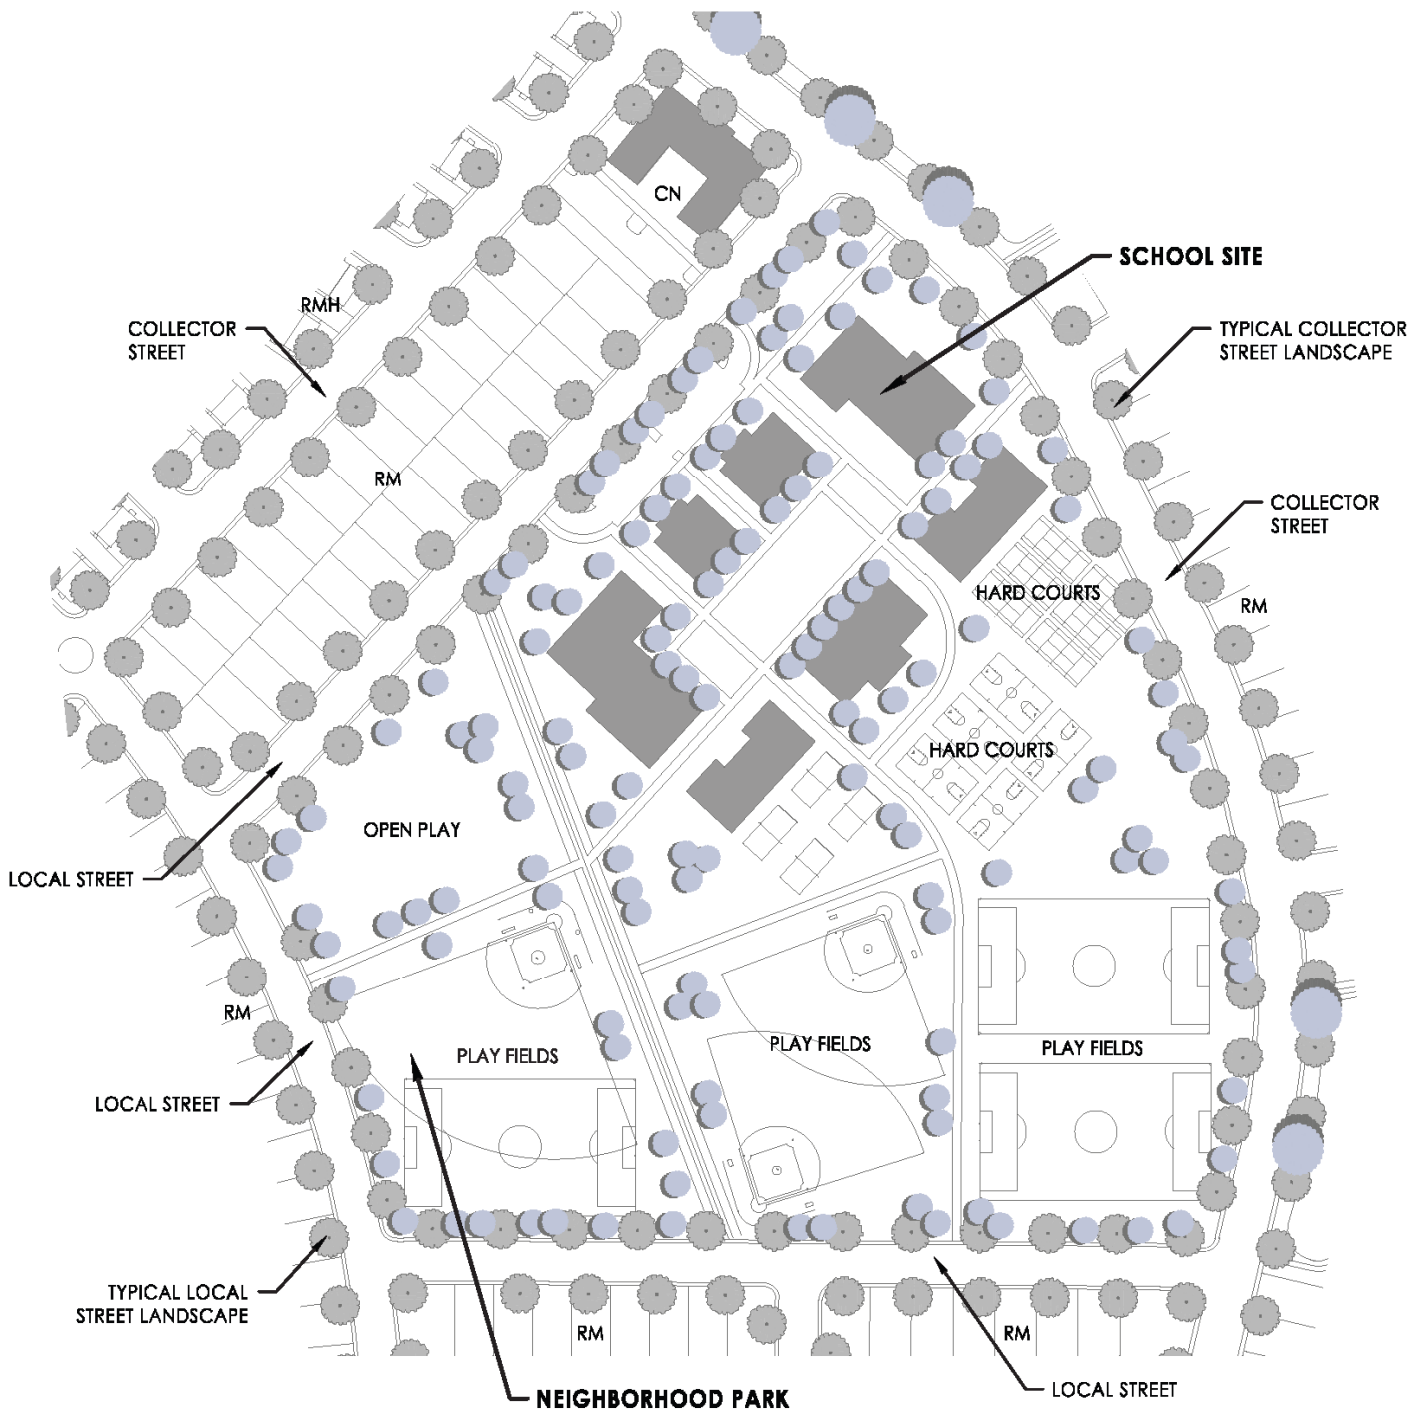 CN
SCHOOL SITE
RMH
COLLECTOR
STREET
TYPICAL COLLECTOR
STREET LANDSCAPE
RM
COLLECTOR
STREET
HARD COURTS
RM
HARD COURTS
OPEN PLAY
LOCAL STREET
RM
PLAY FIELDS
PLAY FIELDS
PLAY FIELDS
LOCAL STREET
TYPICAL LOCAL
STREET LANDSCAPE
RM
RM
LOCAL STREET
NEIGHBORHOOD PARK